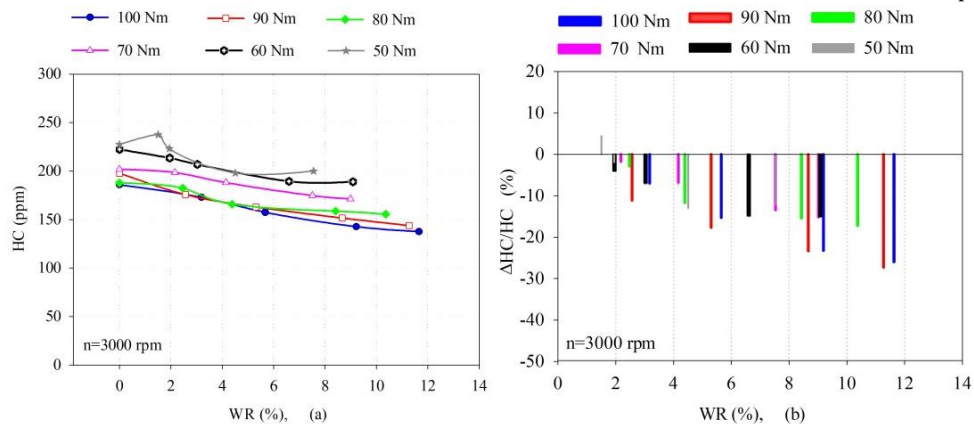 100 Nm 90 Nm 80 Nm
70 Nm 60 Nm 50 Nm
300
250
200
150
100
50
0
HC (ppm)
n=3000 rpm
0 2 4 6 8 10 12 14
WR (%), (a)
100 Nm 90 Nm 80 Nm
70 Nm 60 Nm 50 Nm
20
10
0
-10
-20
-30
-40
-50
ΔHC/HC (%)
n=3000 rpm
0 2 4 6 8 10 12 14
WR (%), (b)